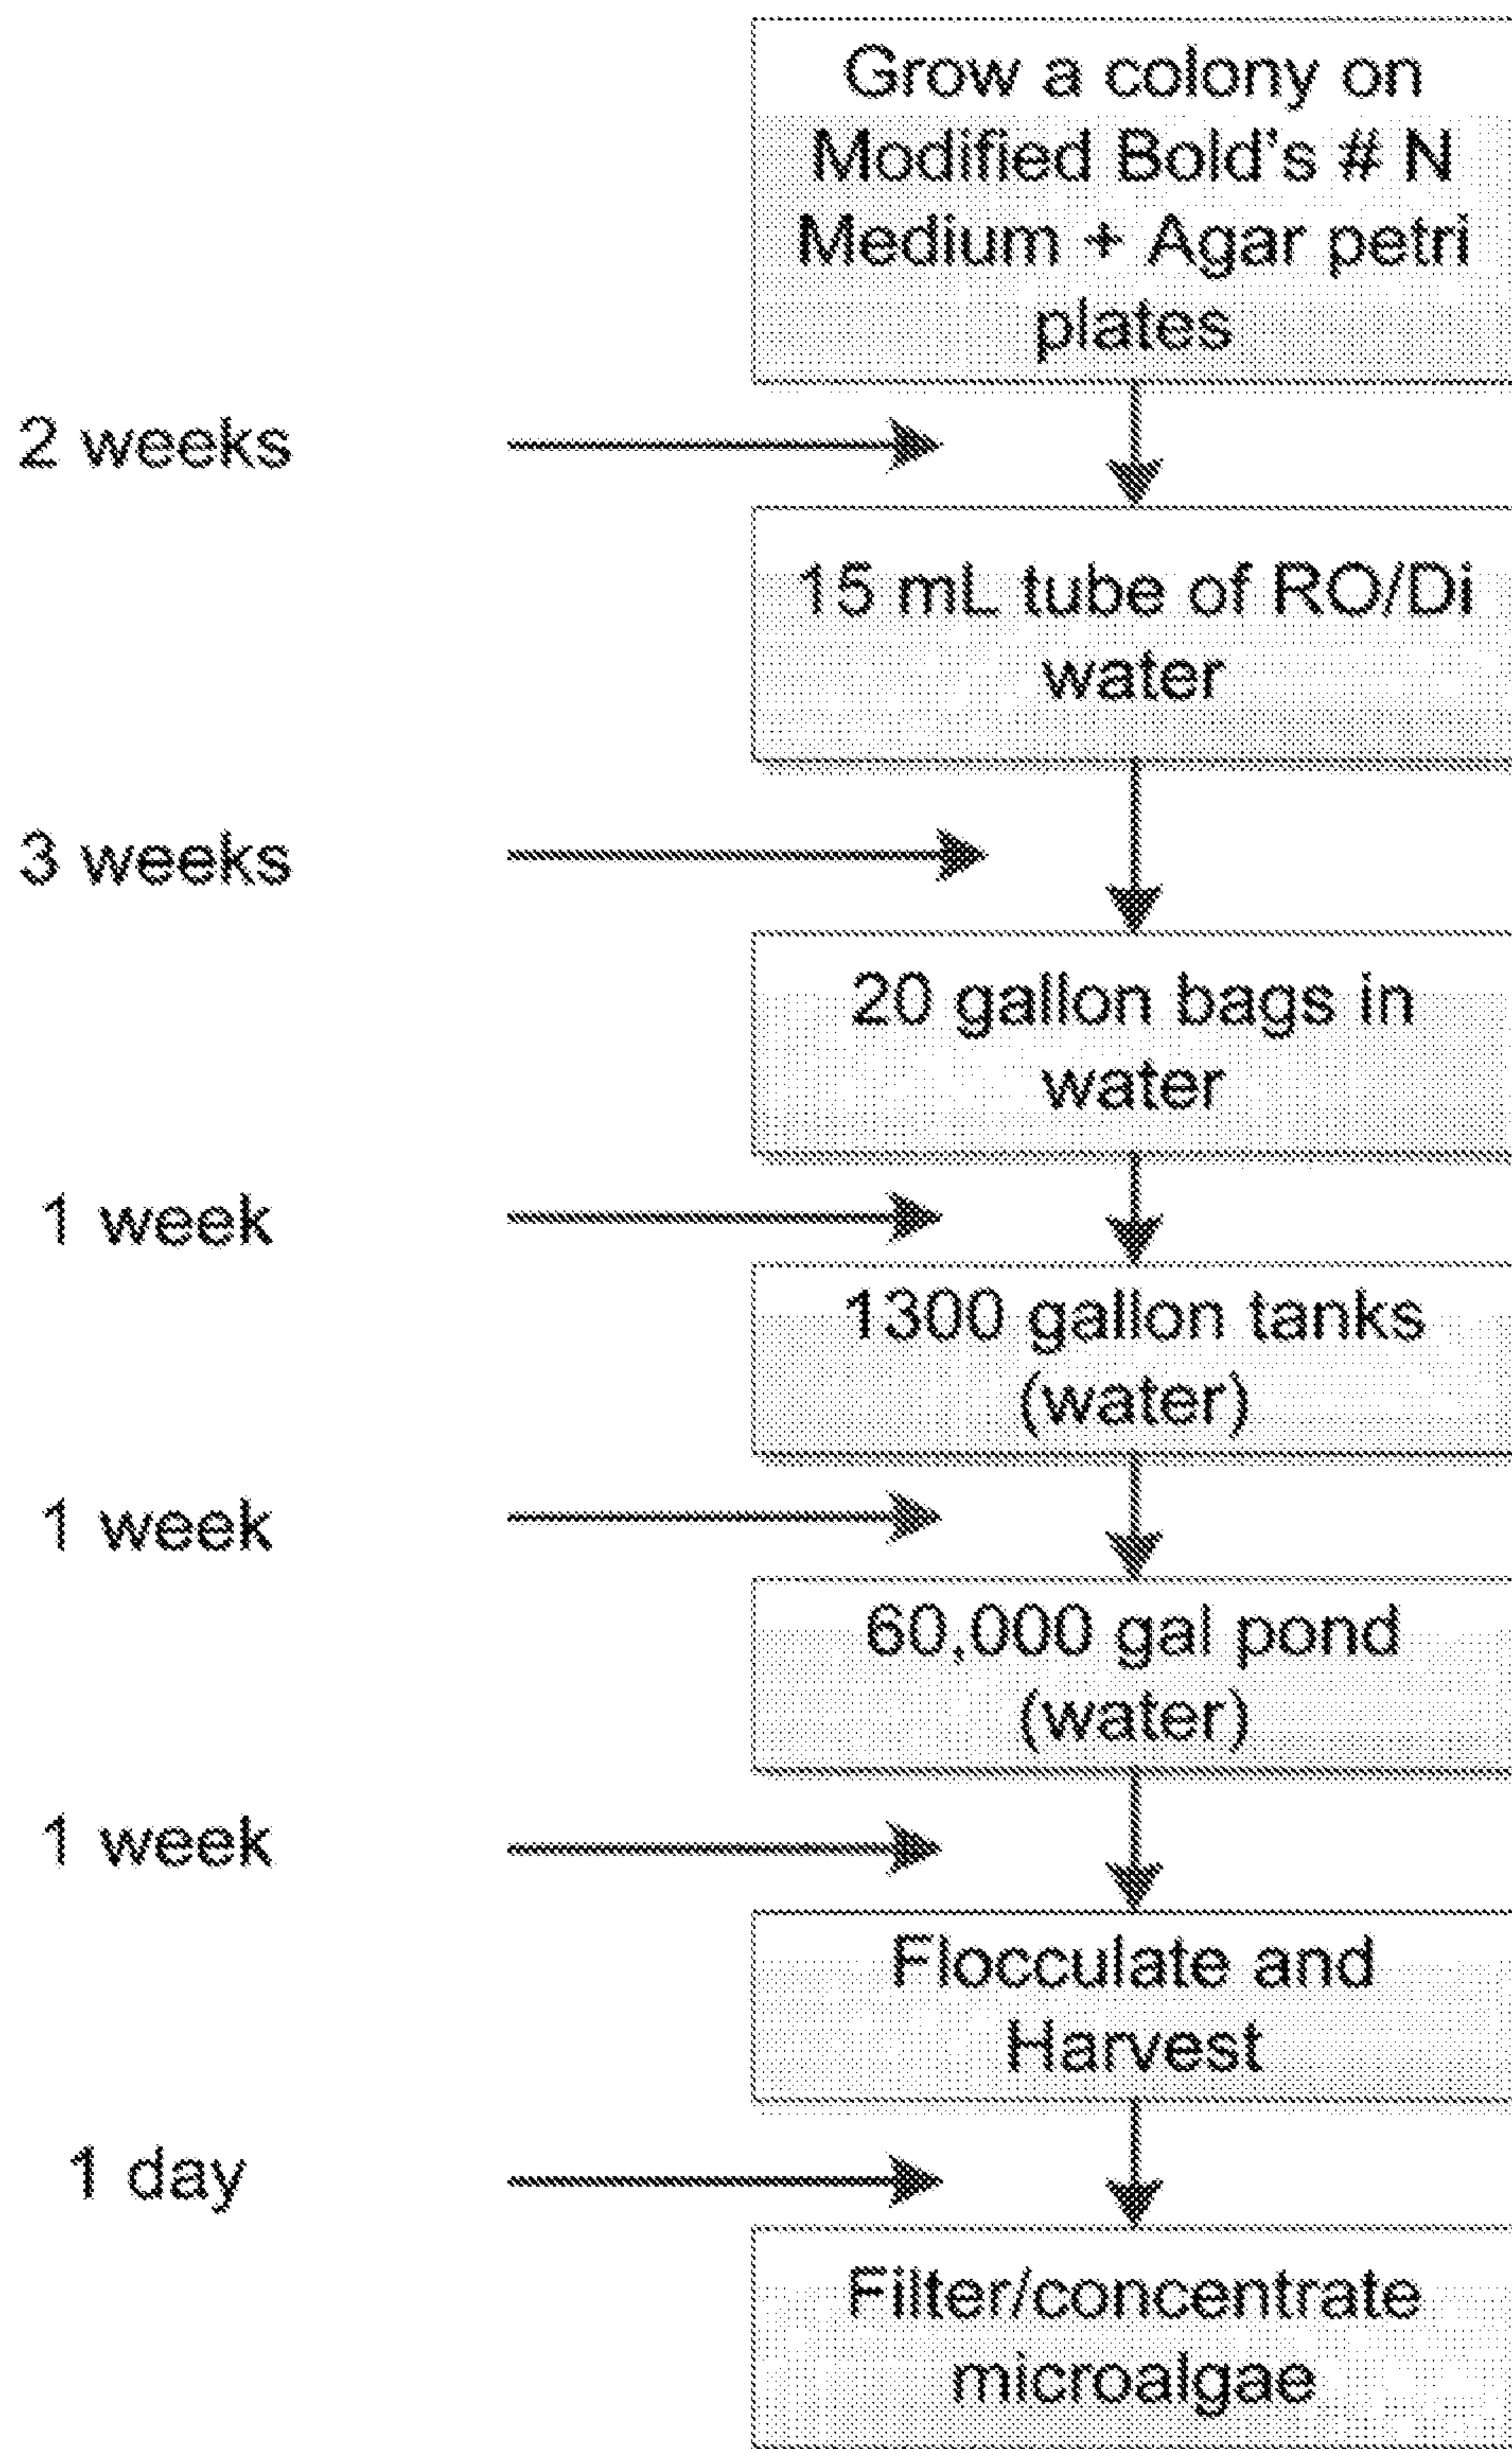 Grow a colony on
Modified Bold's # N
Medium + Agar petri
plates
2 weeks
15 mL tube of RO/Di
water
3 weeks
20 gallon bags in
water
1 week
1300 gallon tanks
(water)
1 week
60,000 gal pond
(water)
1 week
Flocculate and
Harvest
1 day
Filter/concentrate
microalgae